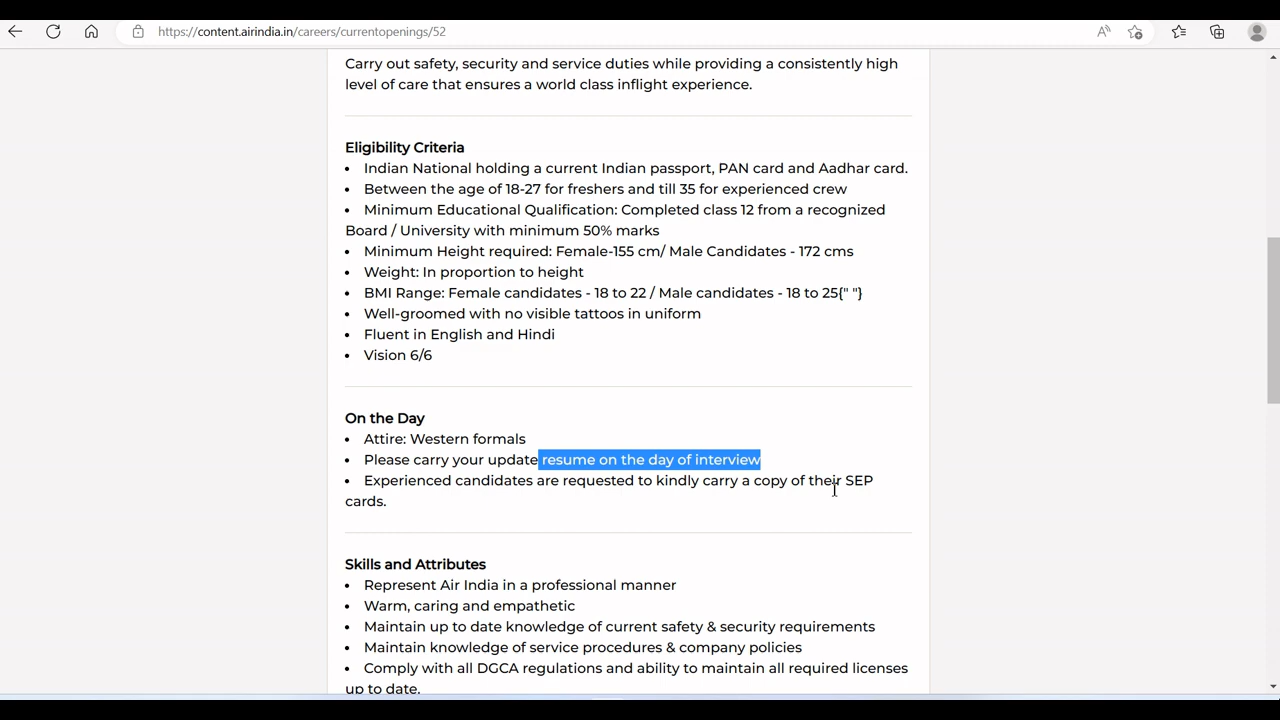 https://content.airindia.in/careers/currentopenings/52
Carry out safety, security and service duties while providing a consistently high
level of care that ensures a world class inflight experience.
Eligibility Criteria
• Indian National holding a current Indian passport, PAN card and Aadhar card.
• Between the age of 18-27 for freshers and till 35 for experienced crew
• Minimum Educational Qualification: Completed class 12 from a recognized
Board / University with minimum 50% marks
• Minimum Height required: Female-155 cm/ Male Candidates - 172 cms
• Weight: In proportion to height
• BMI Range: Female candidates - 18 to 22 / Male candidates - 18 to 25{" "}
• Well-groomed with no visible tattoos in uniform
• Fluent in English and Hindi
• Vision 6/6
On the Day
• Attire: Western formals
• Please carry your update resume on the day of interview
• Experienced candidates are requested to kindly carry a copy of their SEP
cards.
Skills and Attributes
• Represent Air India in a professional manner
• Warm, caring and empathetic
• Maintain up to date knowledge of current safety & security requirements
• Maintain knowledge of service procedures & company policies
• Comply with all DGCA regulations and ability to maintain all required licenses
up to date.